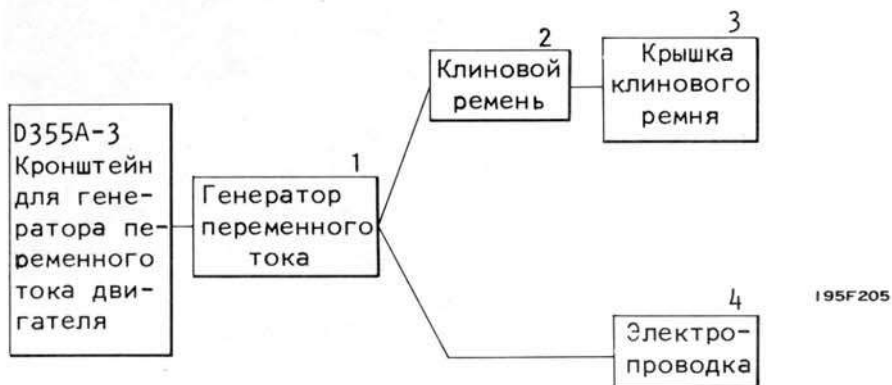 D355A-3
Кронштейн
для гене-
ратора пе-
ременного
тока дви-
гателя
1
Генератор
переменного
тока
2
Клиновой
ремень
3
Крышка
клинового
ремня
4
Электро-
проводка
195F205